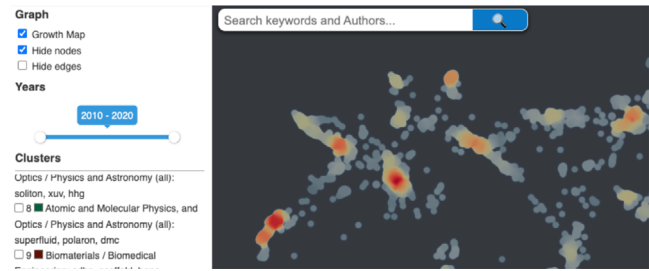 Graph
Growth Map
Hide nodes
Hide edges
Years
2010 - 2020
Clusters
Optics / Physics and Astronomy (all):
soliton, xuv, hhg
8 Atomic and Molecular Physics, and
Optics / Physics and Astronomy (all):
superfluid, polaron, dmc
9 Biomaterials / Biomedical
Search keywords and Authors...